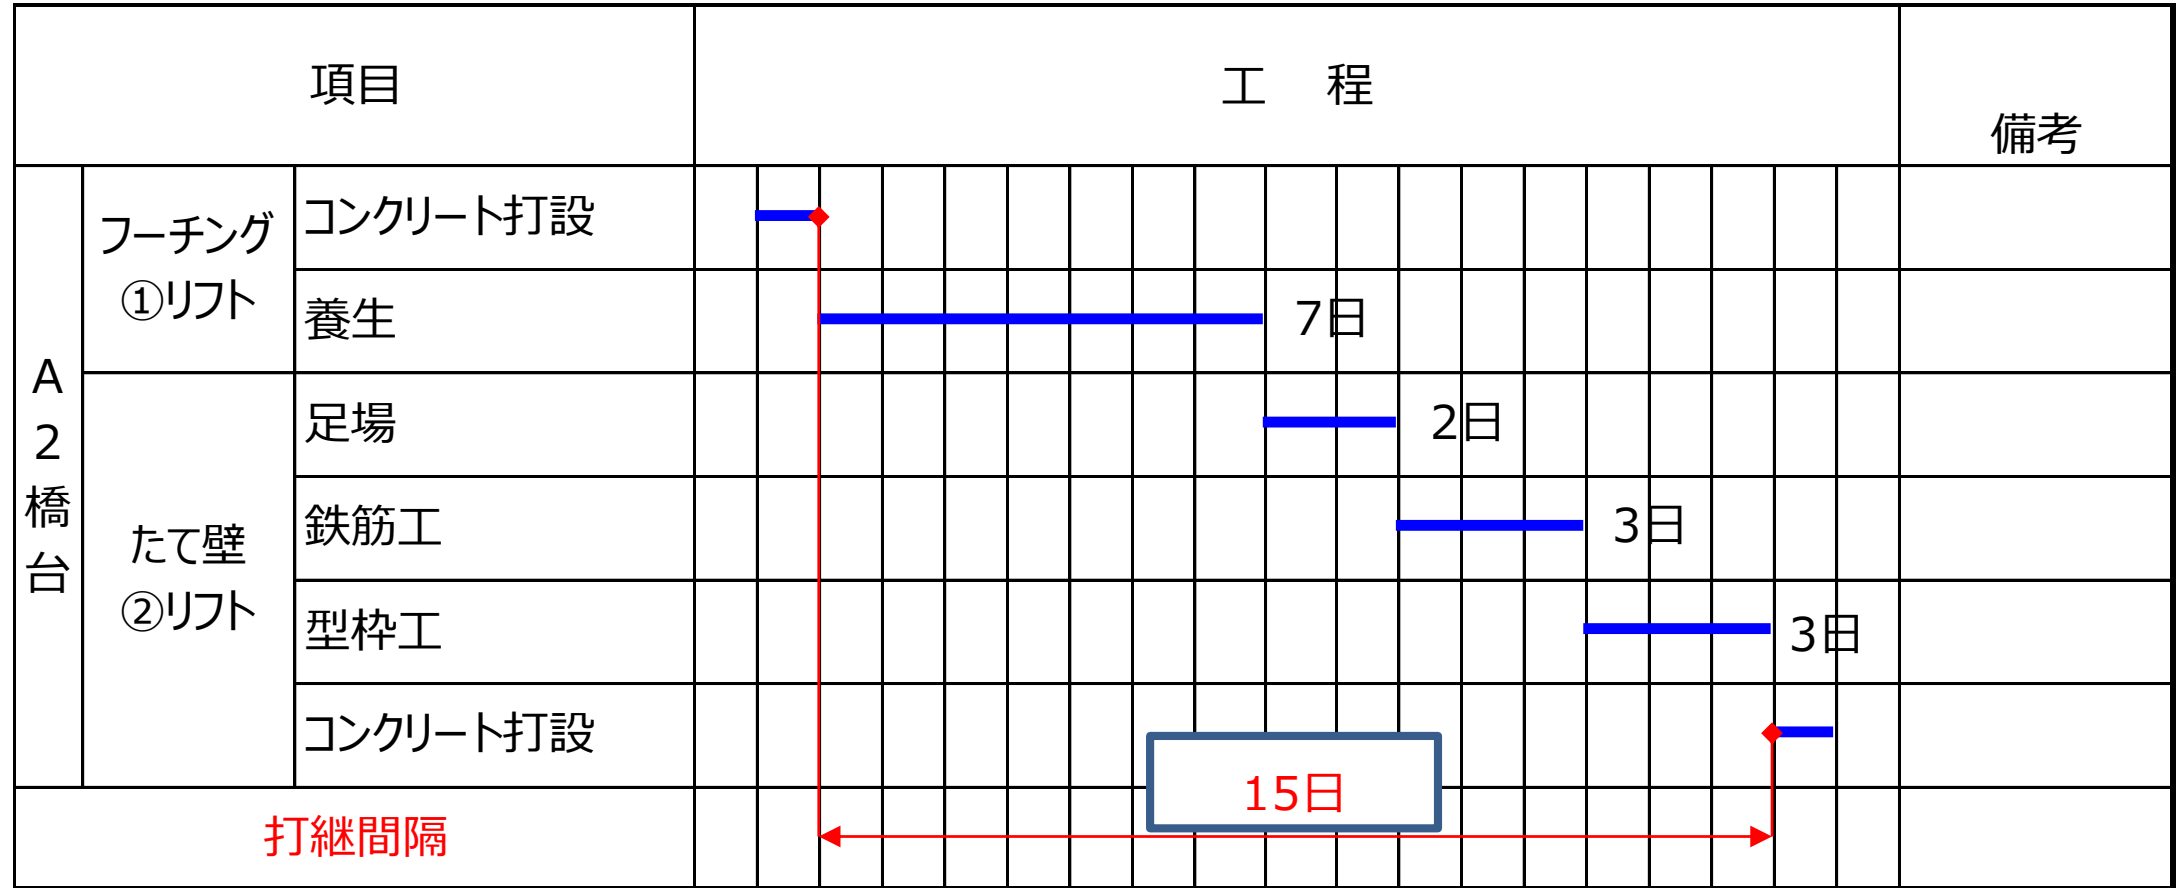 項目
工 程
備考
A
2
橋
台
フーチング
①リフト
コンクリート打設
養生
7日
たて壁
②リフト
足場
2日
鉄筋工
3日
型枠工
3日
コンクリート打設
15日
打継間隔